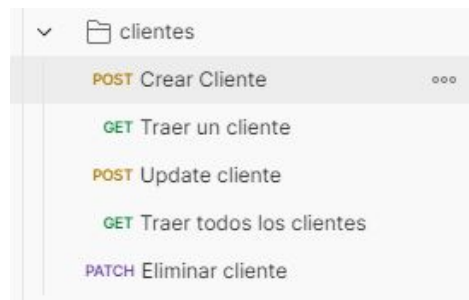 clientes
POST Crear Cliente
GET Traer un cliente
POST Update cliente
GET Traer todos los clientes
PATCH Eliminar cliente